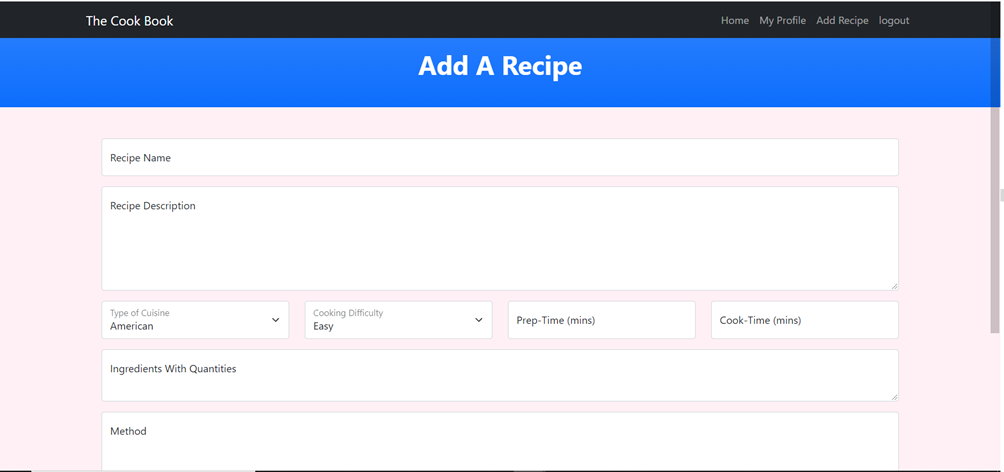 The Cook Book Home My Profile Add Recipe logout
Add A Recipe
Recipe Name
Recipe Description
Type of Cuisine Cooking Difficulty
American Easy Prep-Time (mins) Cook-Time (mins)
Ingredients With Quantities
Method